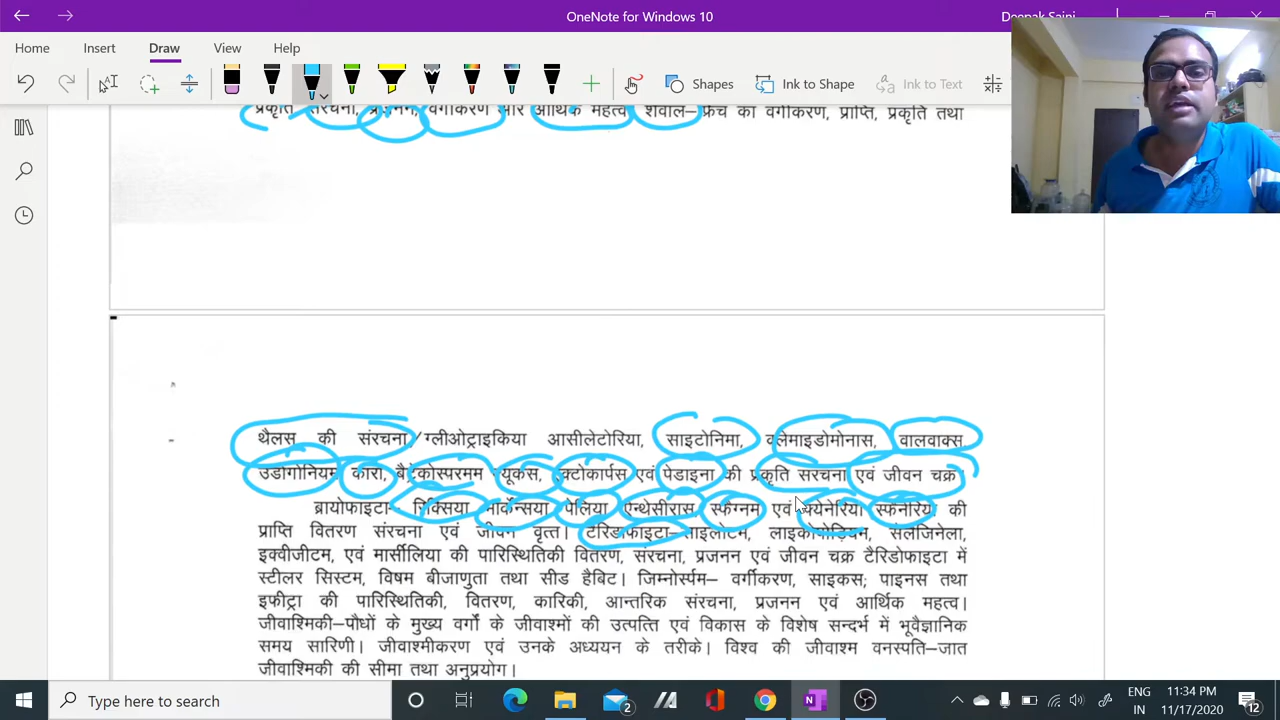 OneNote for Windows 10
Deepak Saini
Home Insert Draw View Help
Shapes Ink to Shape Ink to Text
प्रकृति संरचना, प्रजनन, वर्गीकरण और आर्थिक महत्व शैवाल– फ्रिच का वर्गीकरण, प्राप्ति, प्रकृति तथा
थैलस की संरचना/ग्लीओट्राइकिया आसीलेटोरिया, साइटोनिमा, क्लेमाइडोमोनास, वालवाक्स
उडोगोनियम कारा, बैट्रेकोस्परमम फ्यूकस, एक्टोकार्पस एवं पेडाइना की प्रकृति संरचना एवं जीवन चक्र
ब्रायोफाइटा– रिक्सिया मार्केन्सया पेलिया एन्थेसीरास स्फैग्नम एवं की
प्राप्ति वितरण संरचना एवं जीवन वृत्त। टैरिडोफाइटा–साइलोटम, लाइकोपोड़ियम, सेलेजिनेला,
इक्वीजीटम, एवं मार्सीलिया की पारिस्थितिकी वितरण, संरचना, प्रजनन एवं जीवन चक्र टैरिडोफाइटा में
स्टीलर सिस्टम, विषम बीजाणुता तथा सीड हैबिट। जिम्नोर्स्पम– वर्गीकरण, साइकस; पाइनस तथा
इफीट्रा की पारिस्थितिकी, वितरण, कारिकी, आन्तरिक संरचना, प्रजनन एवं आर्थिक महत्व।
जीवाश्मिकी–पौधों के मुख्य वर्गों के जीवाश्मों की उत्पत्ति एवं विकास के विशेष सन्दर्भ में भूवैज्ञानिक
समय सारिणी। जीवाश्मीकरण एवं उनके अध्ययन के तरीके। विश्व की जीवाश्म वनस्पति–जात
जीवाश्मिकी की सीमा तथा अनुप्रयोग।
Type here to search
2
ENG
IN
11:34 PM
11/17/2020
12